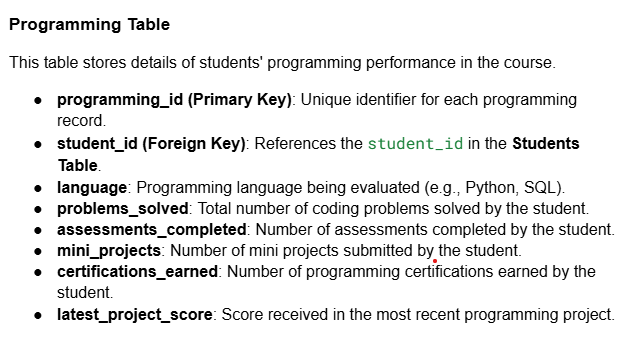 Programming Table
This table stores details of students' programming performance in the course.
● programming_id (Primary Key): Unique identifier for each programming
record.
● student_id (Foreign Key): References the student_id in the Students
Table.
● language: Programming language being evaluated (e.g., Python, SQL).
● problems_solved: Total number of coding problems solved by the student.
● assessments_completed: Number of assessments completed by the student.
● mini_projects: Number of mini projects submitted by the student.
● certifications_earned: Number of programming certifications earned by the
student.
● latest_project_score: Score received in the most recent programming project.